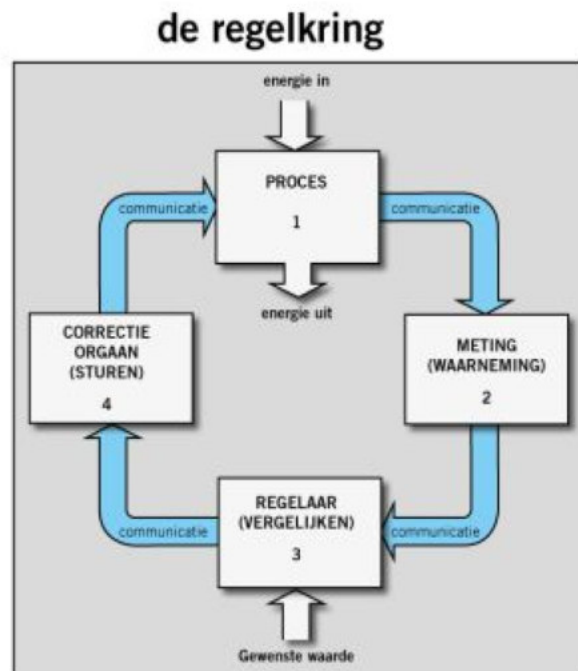 de regelkring
energie in
PROCES
1
communicatie
communicatie
energie uit
CORRECTIE
ORGAAN
(STUREN)
4
METING
(WAARNEMING)
2
REGELAAR
(VERGELIJKEN)
3
communicatie
communicatie
Gewenste waarde